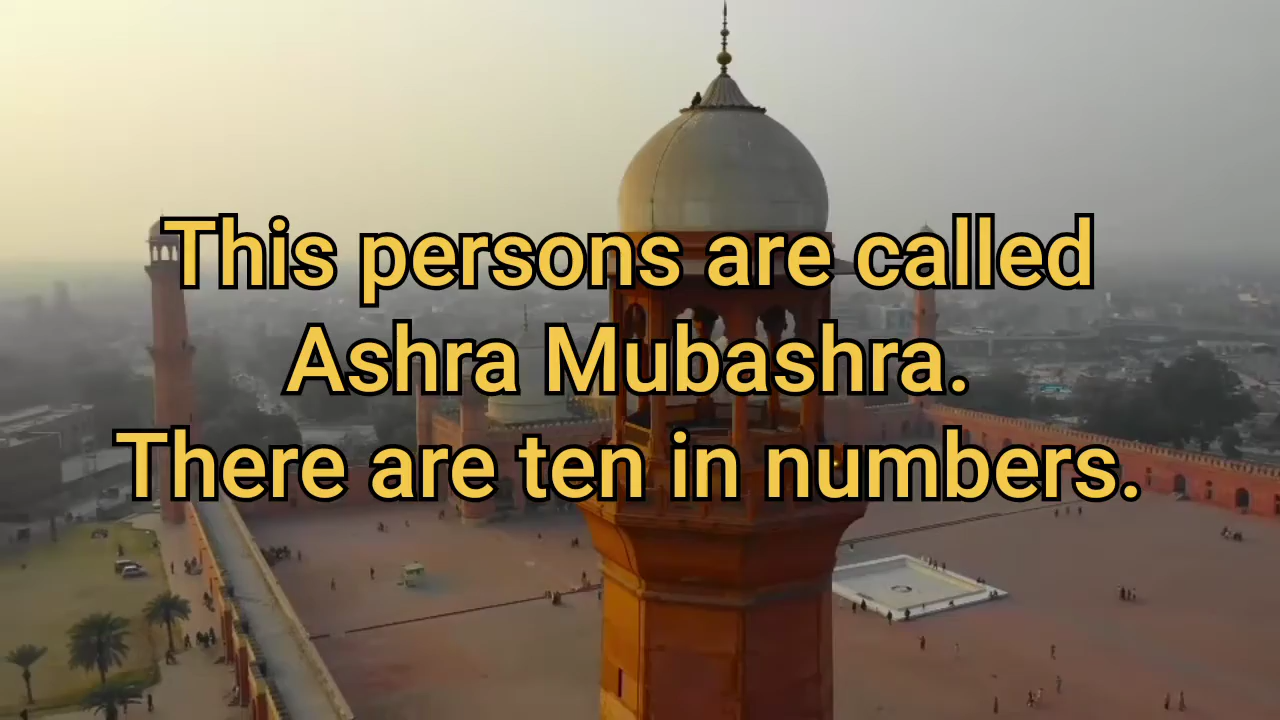 This persons are called
Ashra Mubashra.
There are ten in numbers.